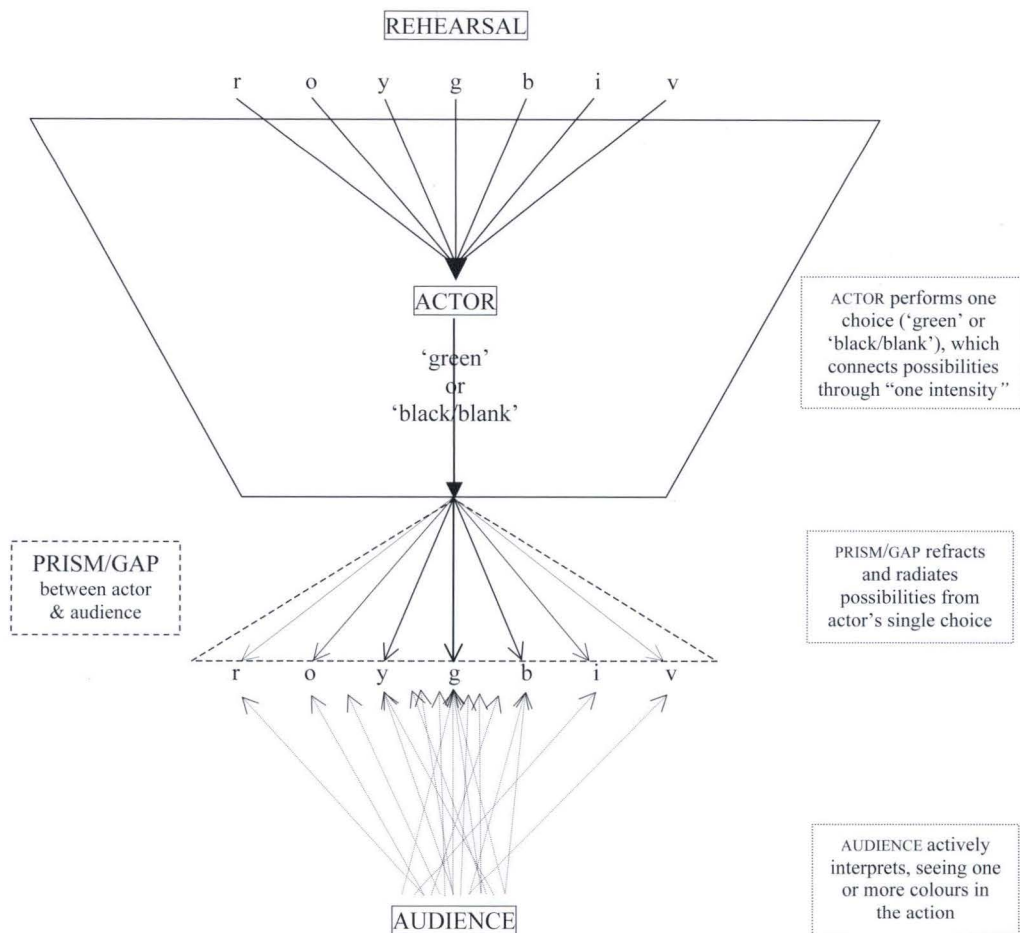 REHEARSAL
r o y g b i v
ACTOR
‘green’
or
‘black/blank’
ACTOR performs one
choice (‘green’ or
‘black/blank’), which
connects possibilities
through “one intensity”
PRISM/GAP
between actor
& audience
PRISM/GAP refracts
and radiates
possibilities from
actor’s single choice
r o y g b i v
AUDIENCE
AUDIENCE actively
interprets, seeing one
or more colours in
the action